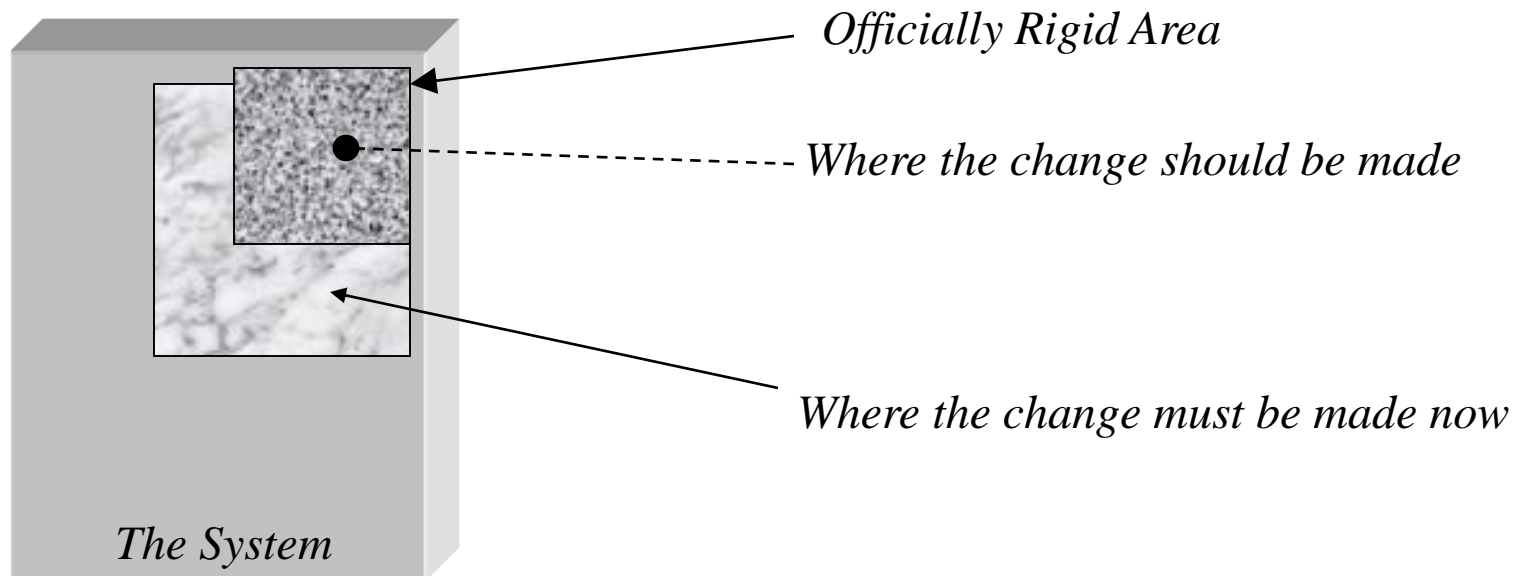 Officially Rigid Area
Where the change should be made
Where the change must be made now
The System